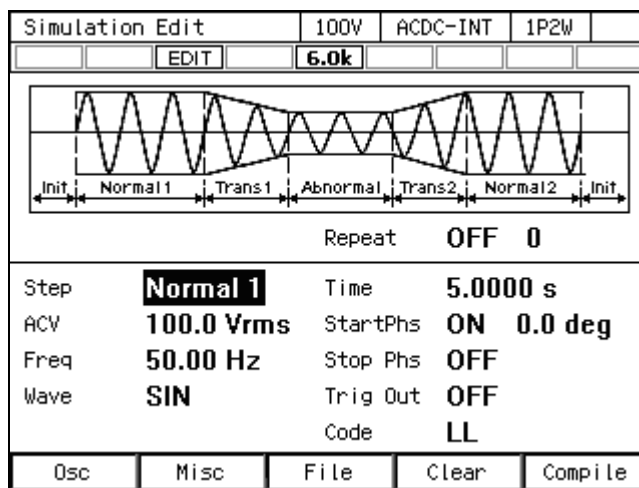 Simulation Edit 100V ACDC-INT 1P2W
EDIT 6.0k
Init Normal1 Trans1 Abnormal Trans2 Normal2 Init
Repeat OFF 0
Step Normal 1 Time 5.0000 s
ACV 100.0 Vrms StartPhs ON 0.0 deg
Freq 50.00 Hz Stop Phs OFF
Wave SIN Trig Out OFF
Code LL
Osc Misc File Clear Compile